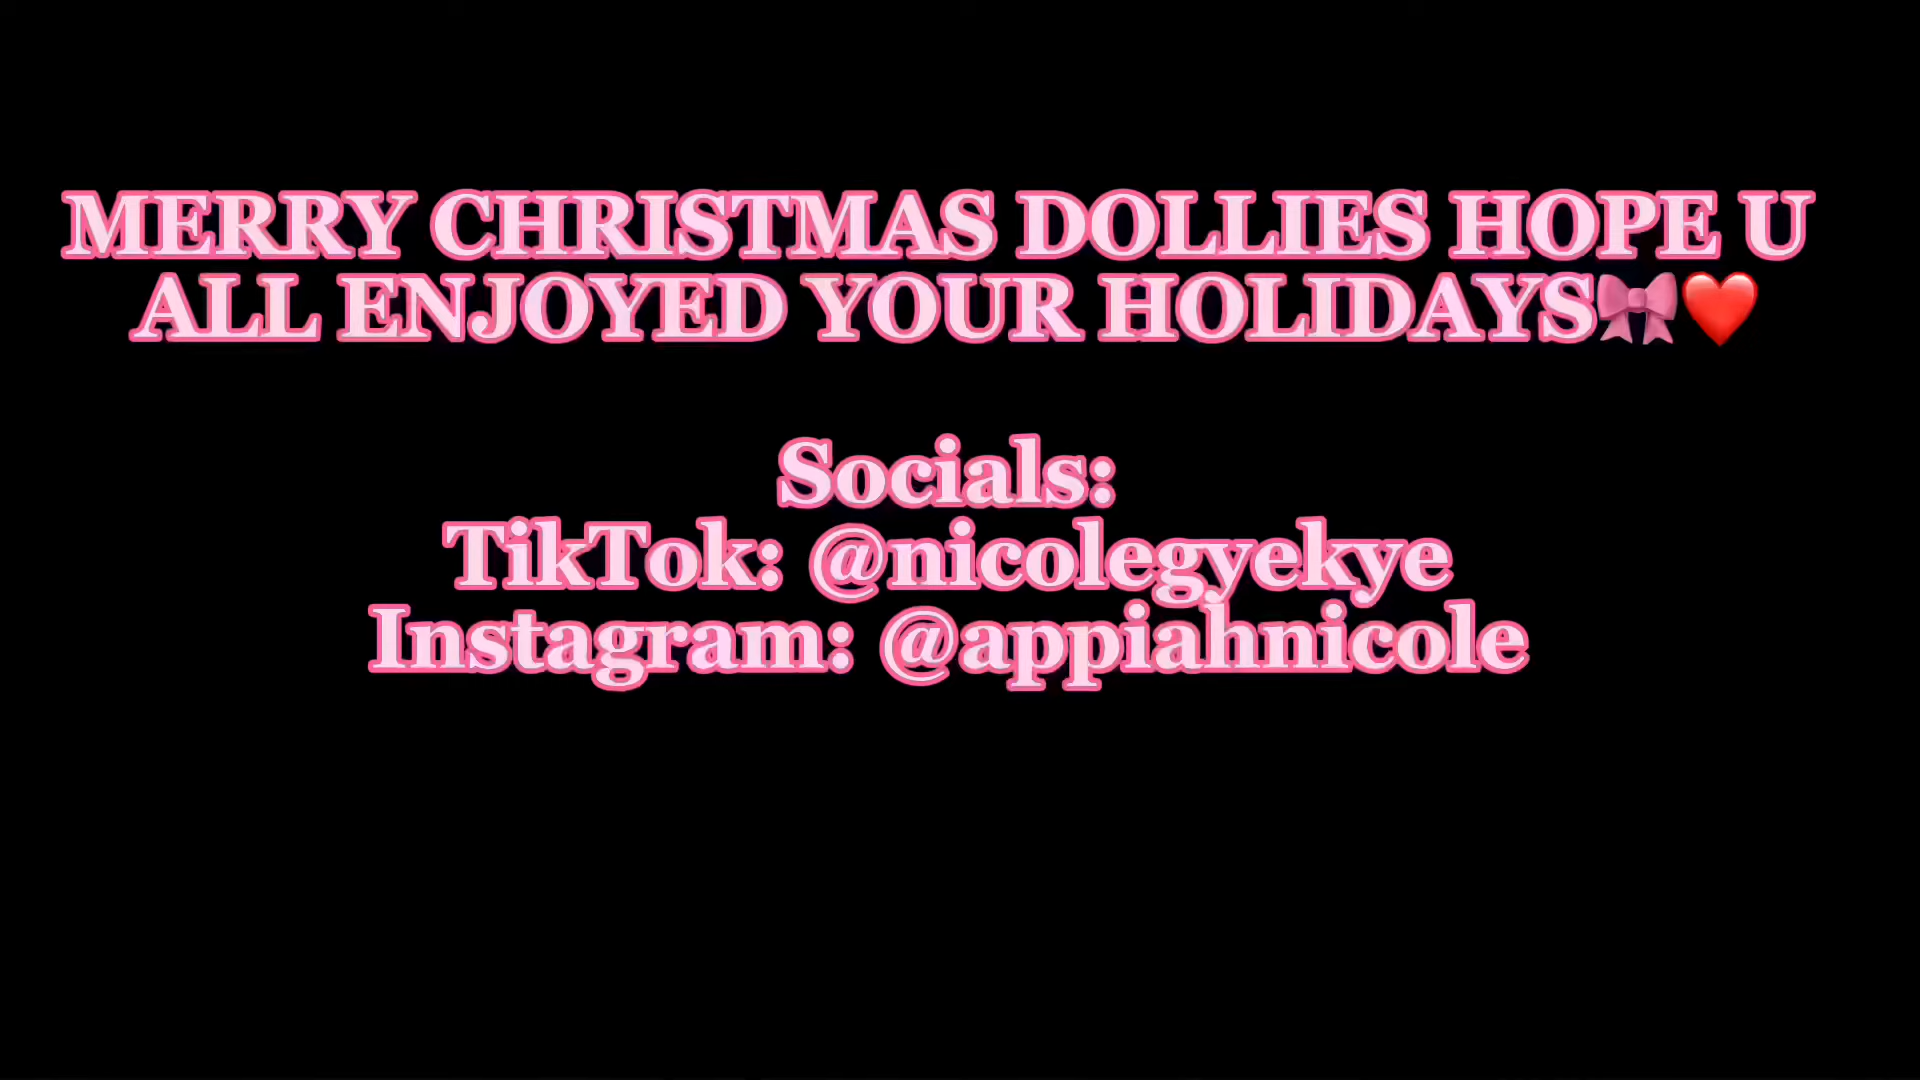 MERRY CHRISTMAS DOLLIES HOPE U
ALL ENJOYED YOUR HOLIDAYS🎀❤️
Socials:
TikTok: @nicolegyekye
Instagram: @appiahnicole